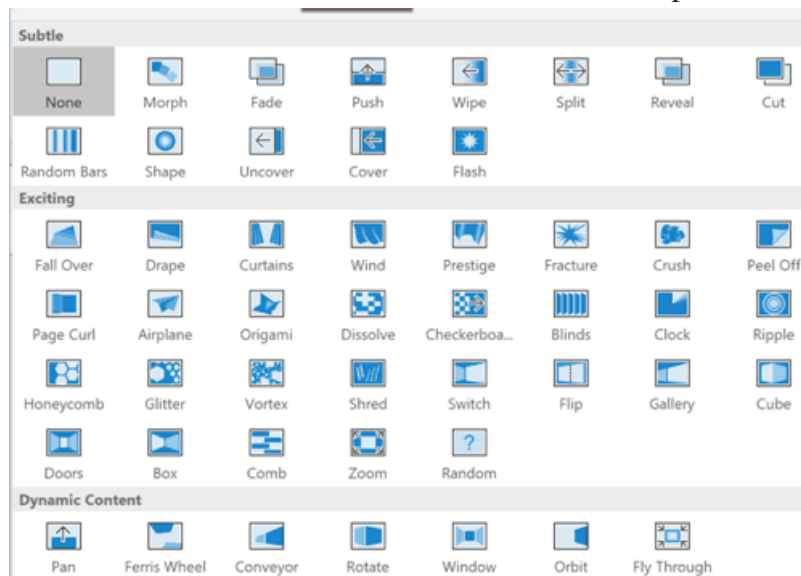 Subtle
None Morph Fade Push Wipe Split Reveal Cut
Random Bars Shape Uncover Cover Flash
Exciting
Fall Over Drape Curtains Wind Prestige Fracture Crush Peel Off
Page Curl Airplane Origami Dissolve Checkerboa... Blinds Clock Ripple
Honeycomb Glitter Vortex Shred Switch Flip Gallery Cube
Doors Box Comb Zoom ? Random
Dynamic Content
Pan Ferris Wheel Conveyor Rotate Window Orbit Fly Through